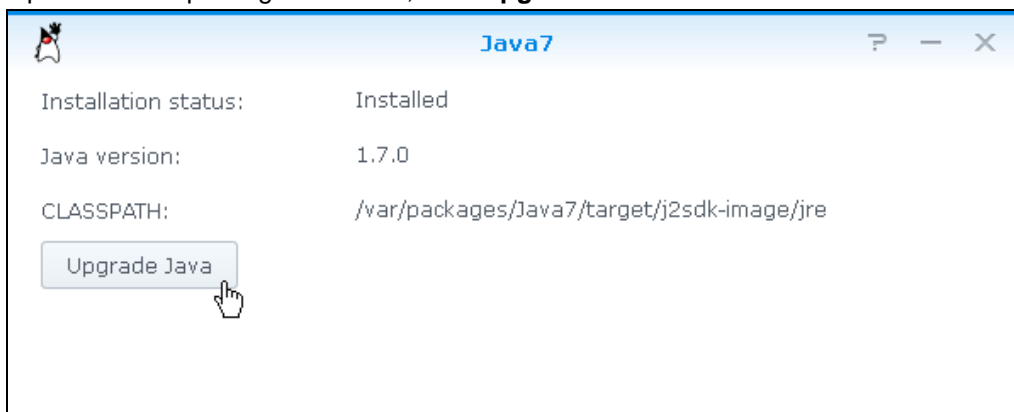 Java7
Installation status: Installed
Java version: 1.7.0
CLASSPATH: /var/packages/Java7/target/j2sdk-image/jre
Upgrade Java